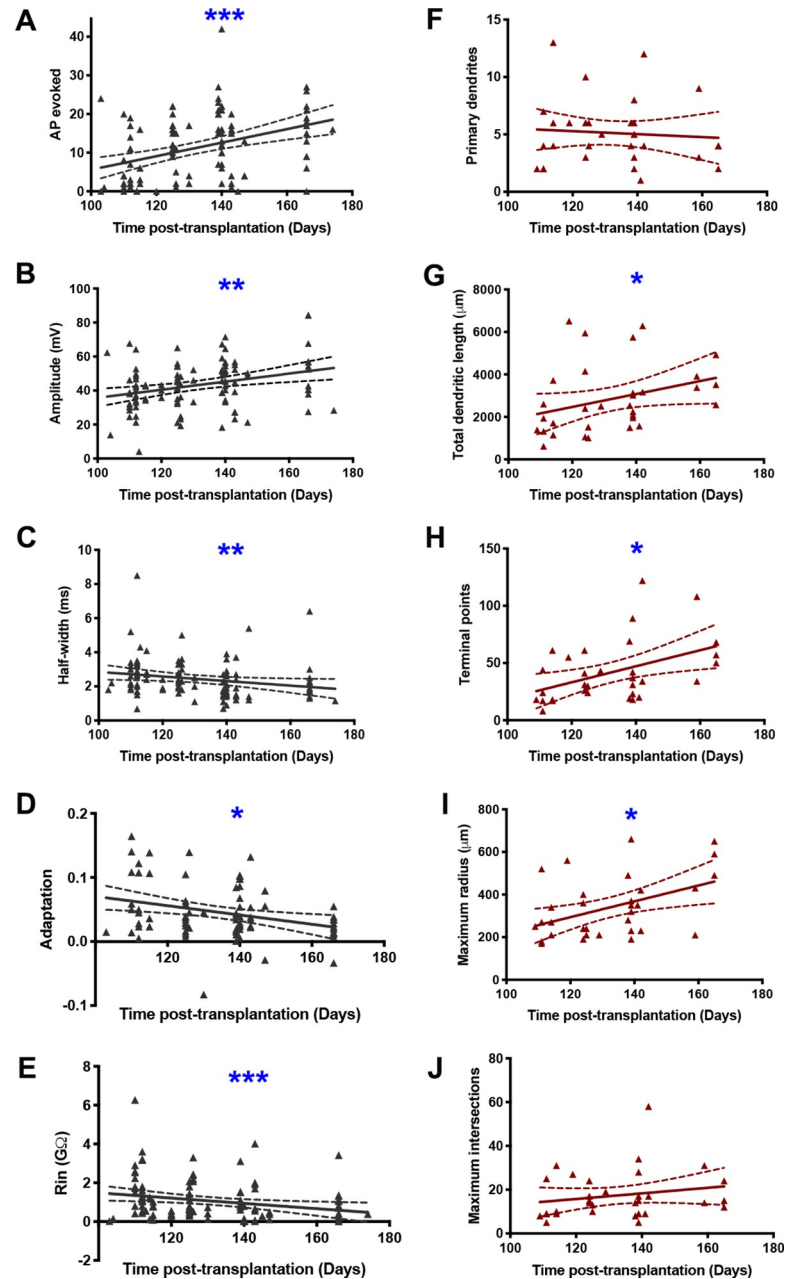 A
***
AP evoked
40
30
20
10
0
100 120 140 160 180
Time post-transplantation (Days)
B
**
Amplitude (mV)
100
80
60
40
20
0
100 120 140 160 180
Time post-transplantation (Days)
C
**
Half-width (ms)
10
8
6
4
2
0
100 120 140 160 180
Time post-transplantation (Days)
D
*
Adaptation
0.2
0.1
0.0
-0.1
120 140 160 180
Time post-transplantation (Days)
E
***
Rin (GΩ)
8
6
4
2
0
-2
120 140 160 180
Time post-transplantation (Days)
F
Primary dendrites
15
10
5
0
100 120 140 160 180
Time post-transplantation (Days)
G
*
Total dendritic length (μm)
8000
6000
4000
2000
0
100 120 140 160 180
Time post-transplantation (Days)
H
*
Terminal points
150
100
50
0
100 120 140 160 180
Time post-transplantation (Days)
I
*
Maximum radius (μm)
800
600
400
200
0
100 120 140 160 180
Time post-transplantation (Days)
J
Maximum intersections
80
60
40
20
0
100 120 140 160 180
Time post-transplantation (Days)